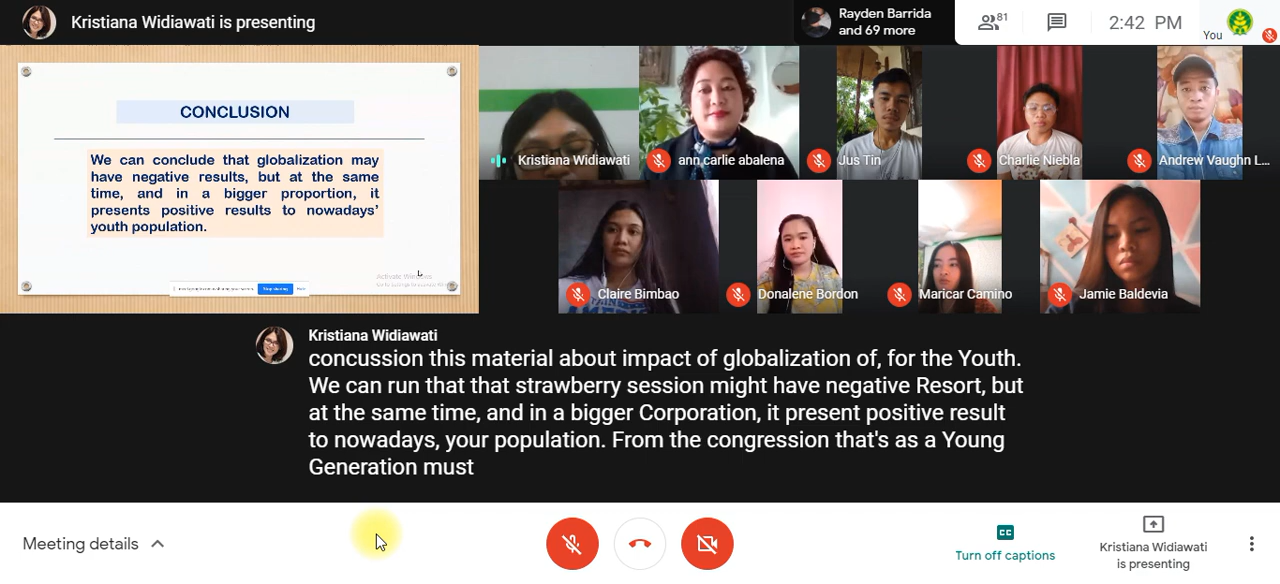 Kristiana Widiawati is presenting
Rayden Barrida
and 69 more
81
2:42 PM
You
CONCLUSION
We can conclude that globalization may
have negative results, but at the same
time, and in a bigger proportion, it
presents positive results to nowadays’
youth population.
Activate Windows
Stop sharing
Hide
Kristiana Widiawati
ann carlie abalena
Jus Tin
Charlie Niebla
Andrew Vaughn L...
Claire Bimbao
Donalene Bordon
Maricar Camino
Jamie Baldevia
Kristiana Widiawati
concussion this material about impact of globalization of, for the Youth.
We can run that that strawberry session might have negative Resort, but
at the same time, and in a bigger Corporation, it present positive result
to nowadays, your population. From the congression that's as a Young
Generation must
Meeting details
CC
Turn off captions
Kristiana Widiawati
is presenting